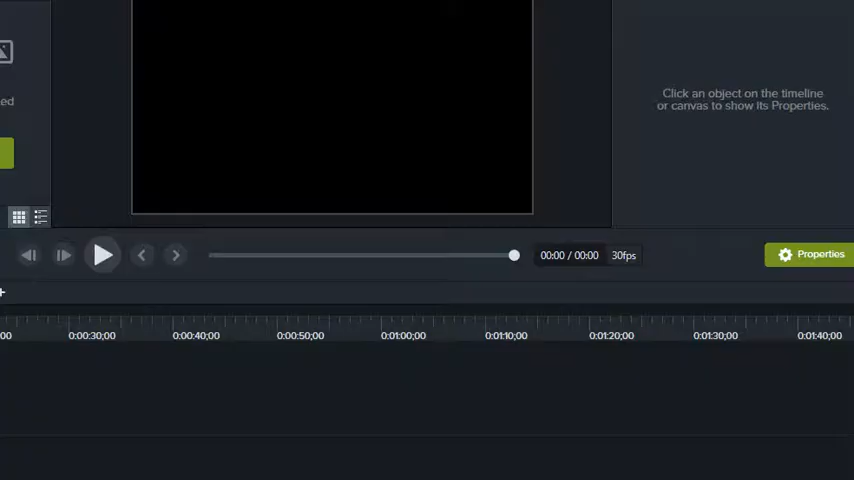 Click an object on the timeline
or canvas to show its Properties.
ed
00:00 / 00:00
30fps
Properties
00
0:00:30;00
0:00:40;00
0:00:50;00
0:01:00;00
0:01:10;00
0:01:20;00
0:01:30;00
0:01:40;00